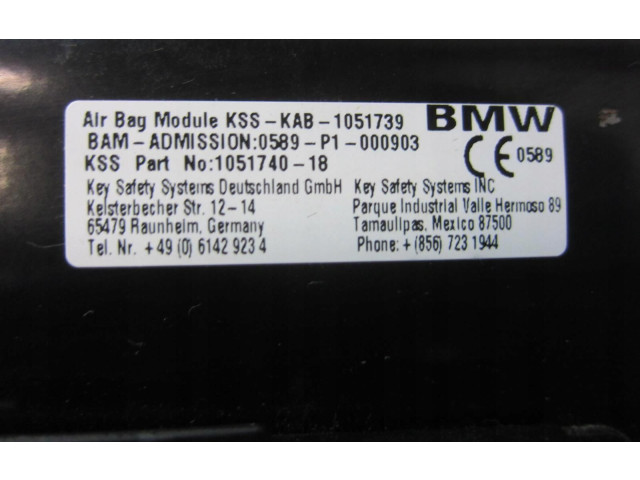 Air Bag Module KSS-KAB-1051739 BMW
BAM-ADMISSION:0589-P1-000903
KSS Part No:1051740-18 CE 0589
Key Safety Systems Deutschland GmbH Key Safety Systems INC
Kelsterbecher Str. 12-14 Parque Industrial Valle Hermoso 89
65479 Raunheim, Germany Tamaulipas. Mexico 87500
Tel. Nr. +49 (0) 6142 923 4 Phone: + (856) 723 1944